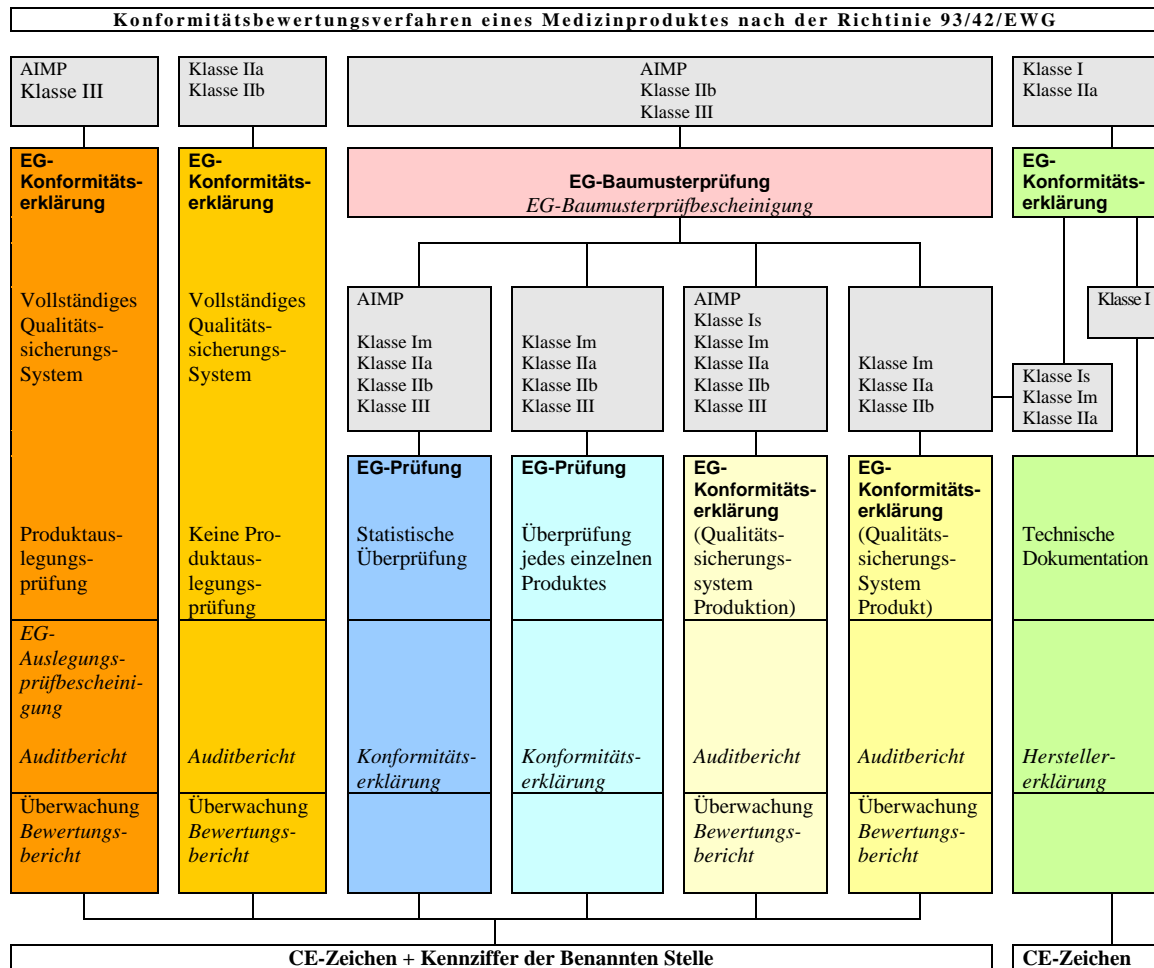 Konformitätsbewertungsverfahren eines Medizinproduktes nach der Richtinie 93/42/EWG
AIMP
Klasse III
Klasse IIa
Klasse IIb
AIMP
Klasse IIb
Klasse III
Klasse I
Klasse IIa
EG-
Konformitäts-
erklärung
EG-
Konformitäts-
erklärung
EG-Baumusterprüfung
EG-Baumusterprüfbescheinigung
EG-
Konformitäts-
erklärung
Vollständiges
Qualitäts-
sicherungs-
System
Vollständiges
Qualitäts-
sicherungs-
System
AIMP
Klasse Im
Klasse IIa
Klasse IIb
Klasse III
Klasse Im
Klasse IIa
Klasse IIb
Klasse III
AIMP
Klasse Is
Klasse Im
Klasse IIa
Klasse IIb
Klasse III
Klasse Im
Klasse IIa
Klasse IIb
Klasse I
Klasse Is
Klasse Im
Klasse IIa
Produktaus-
legungs-
prüfung
Keine Pro-
duktaus-
legungs-
prüfung
EG-Prüfung
Statistische
Überprüfung
EG-Prüfung
Überprüfung
jedes einzelnen
Produktes
EG-
Konformitäts-
erklärung
(Qualitäts-
sicherungs-
system
Produktion)
EG-
Konformitäts-
erklärung
(Qualitäts-
sicherungs-
System
Produkt)
Technische
Dokumentation
EG-
Auslegungs-
prüfbescheini-
gung
Auditbericht
Auditbericht
Konformitäts-
erklärung
Konformitäts-
erklärung
Auditbericht
Auditbericht
Hersteller-
erklärung
Überwachung
Bewertungs-
bericht
Überwachung
Bewertungs-
bericht
Überwachung
Bewertungs-
bericht
Überwachung
Bewertungs-
bericht
CE-Zeichen + Kennziffer der Benannten Stelle
CE-Zeichen